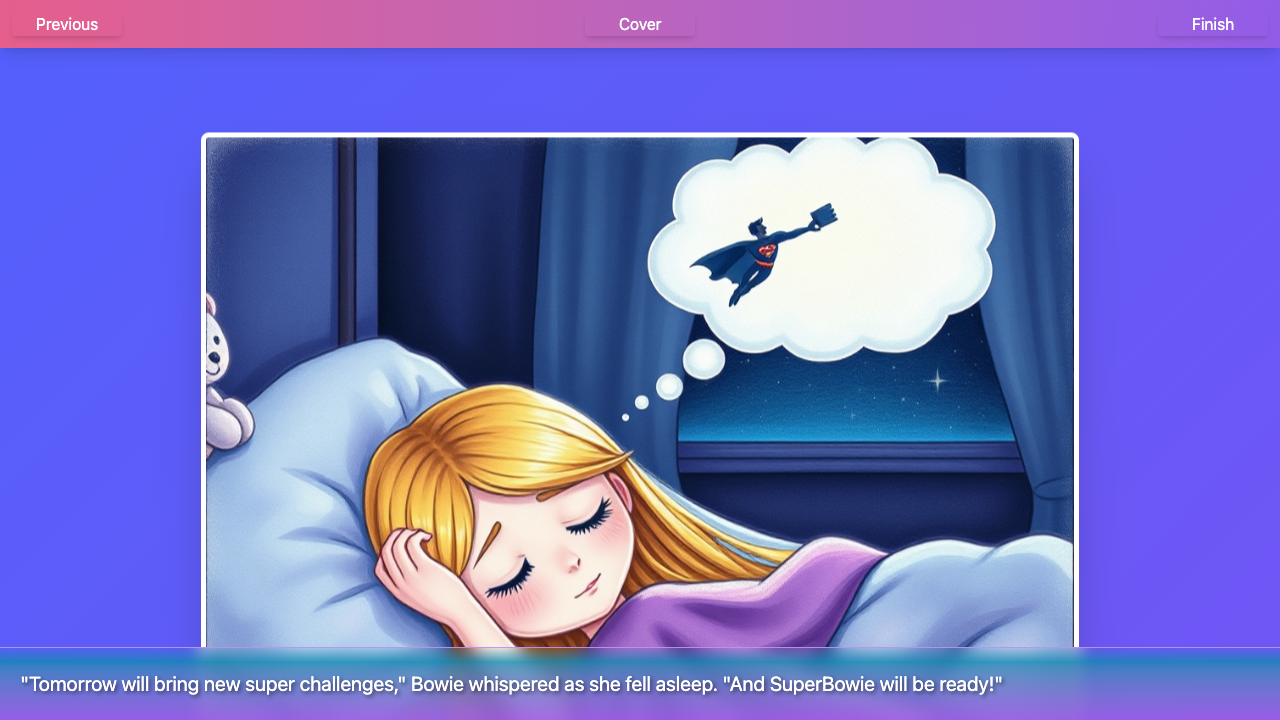 Previous
Cover
Finish
"Tomorrow will bring new super challenges," Bowie whispered as she fell asleep. "And SuperBowie will be ready!"